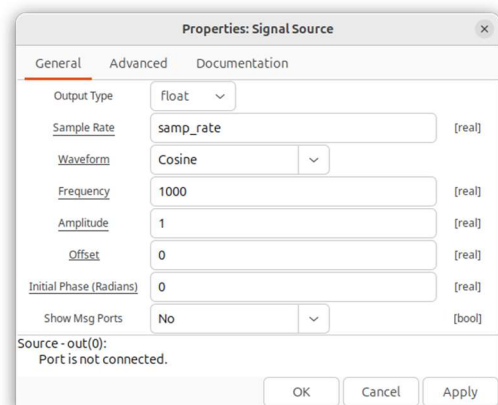 Properties: Signal Source
General Advanced Documentation
Output Type float
Sample Rate samp_rate [real]
Waveform Cosine
Frequency 1000 [real]
Amplitude 1 [real]
Offset 0 [real]
Initial Phase (Radians) 0 [real]
Show Msg Ports No [bool]
Source - out(0):
Port is not connected.
OK Cancel Apply